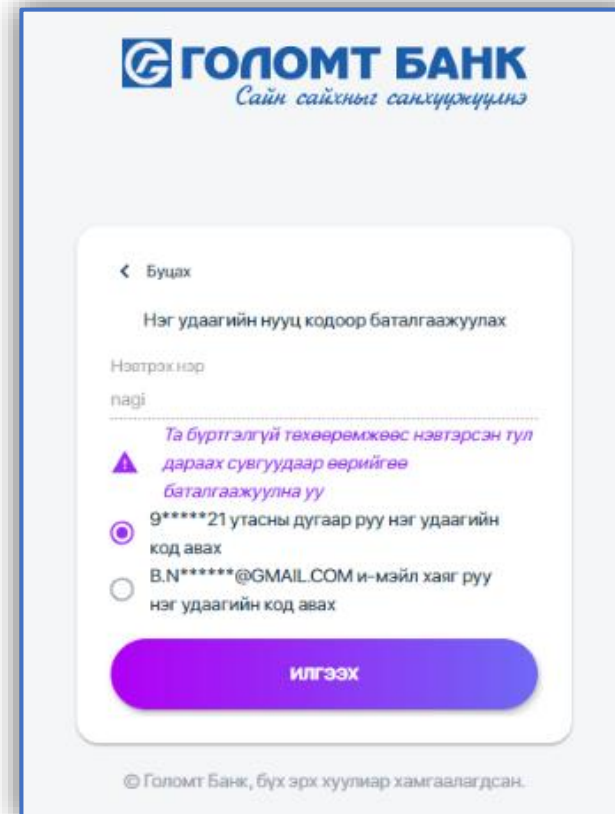 ГОЛОМТ БАНК
Сайн сайхныг санхүүжүүлнэ
Буцах
Нэг удаагийн нууц кодоор баталгаажуулах
Нэвтрэх нэр
nagi
Та бүртгэлгүй төхөөрөмжөөс нэвтэрсэн тул
дараах сувгуудаар өөрийгөө
баталгаажуулна уу
9*****21 утасны дугаар руу нэг удаагийн
код авах
B.N******@GMAIL.COM и-мэйл хаяг руу
нэг удаагийн код авах
ИЛГЭЭХ
© Голомт Банк, бүх эрх хуулиар хамгаалагдсан.